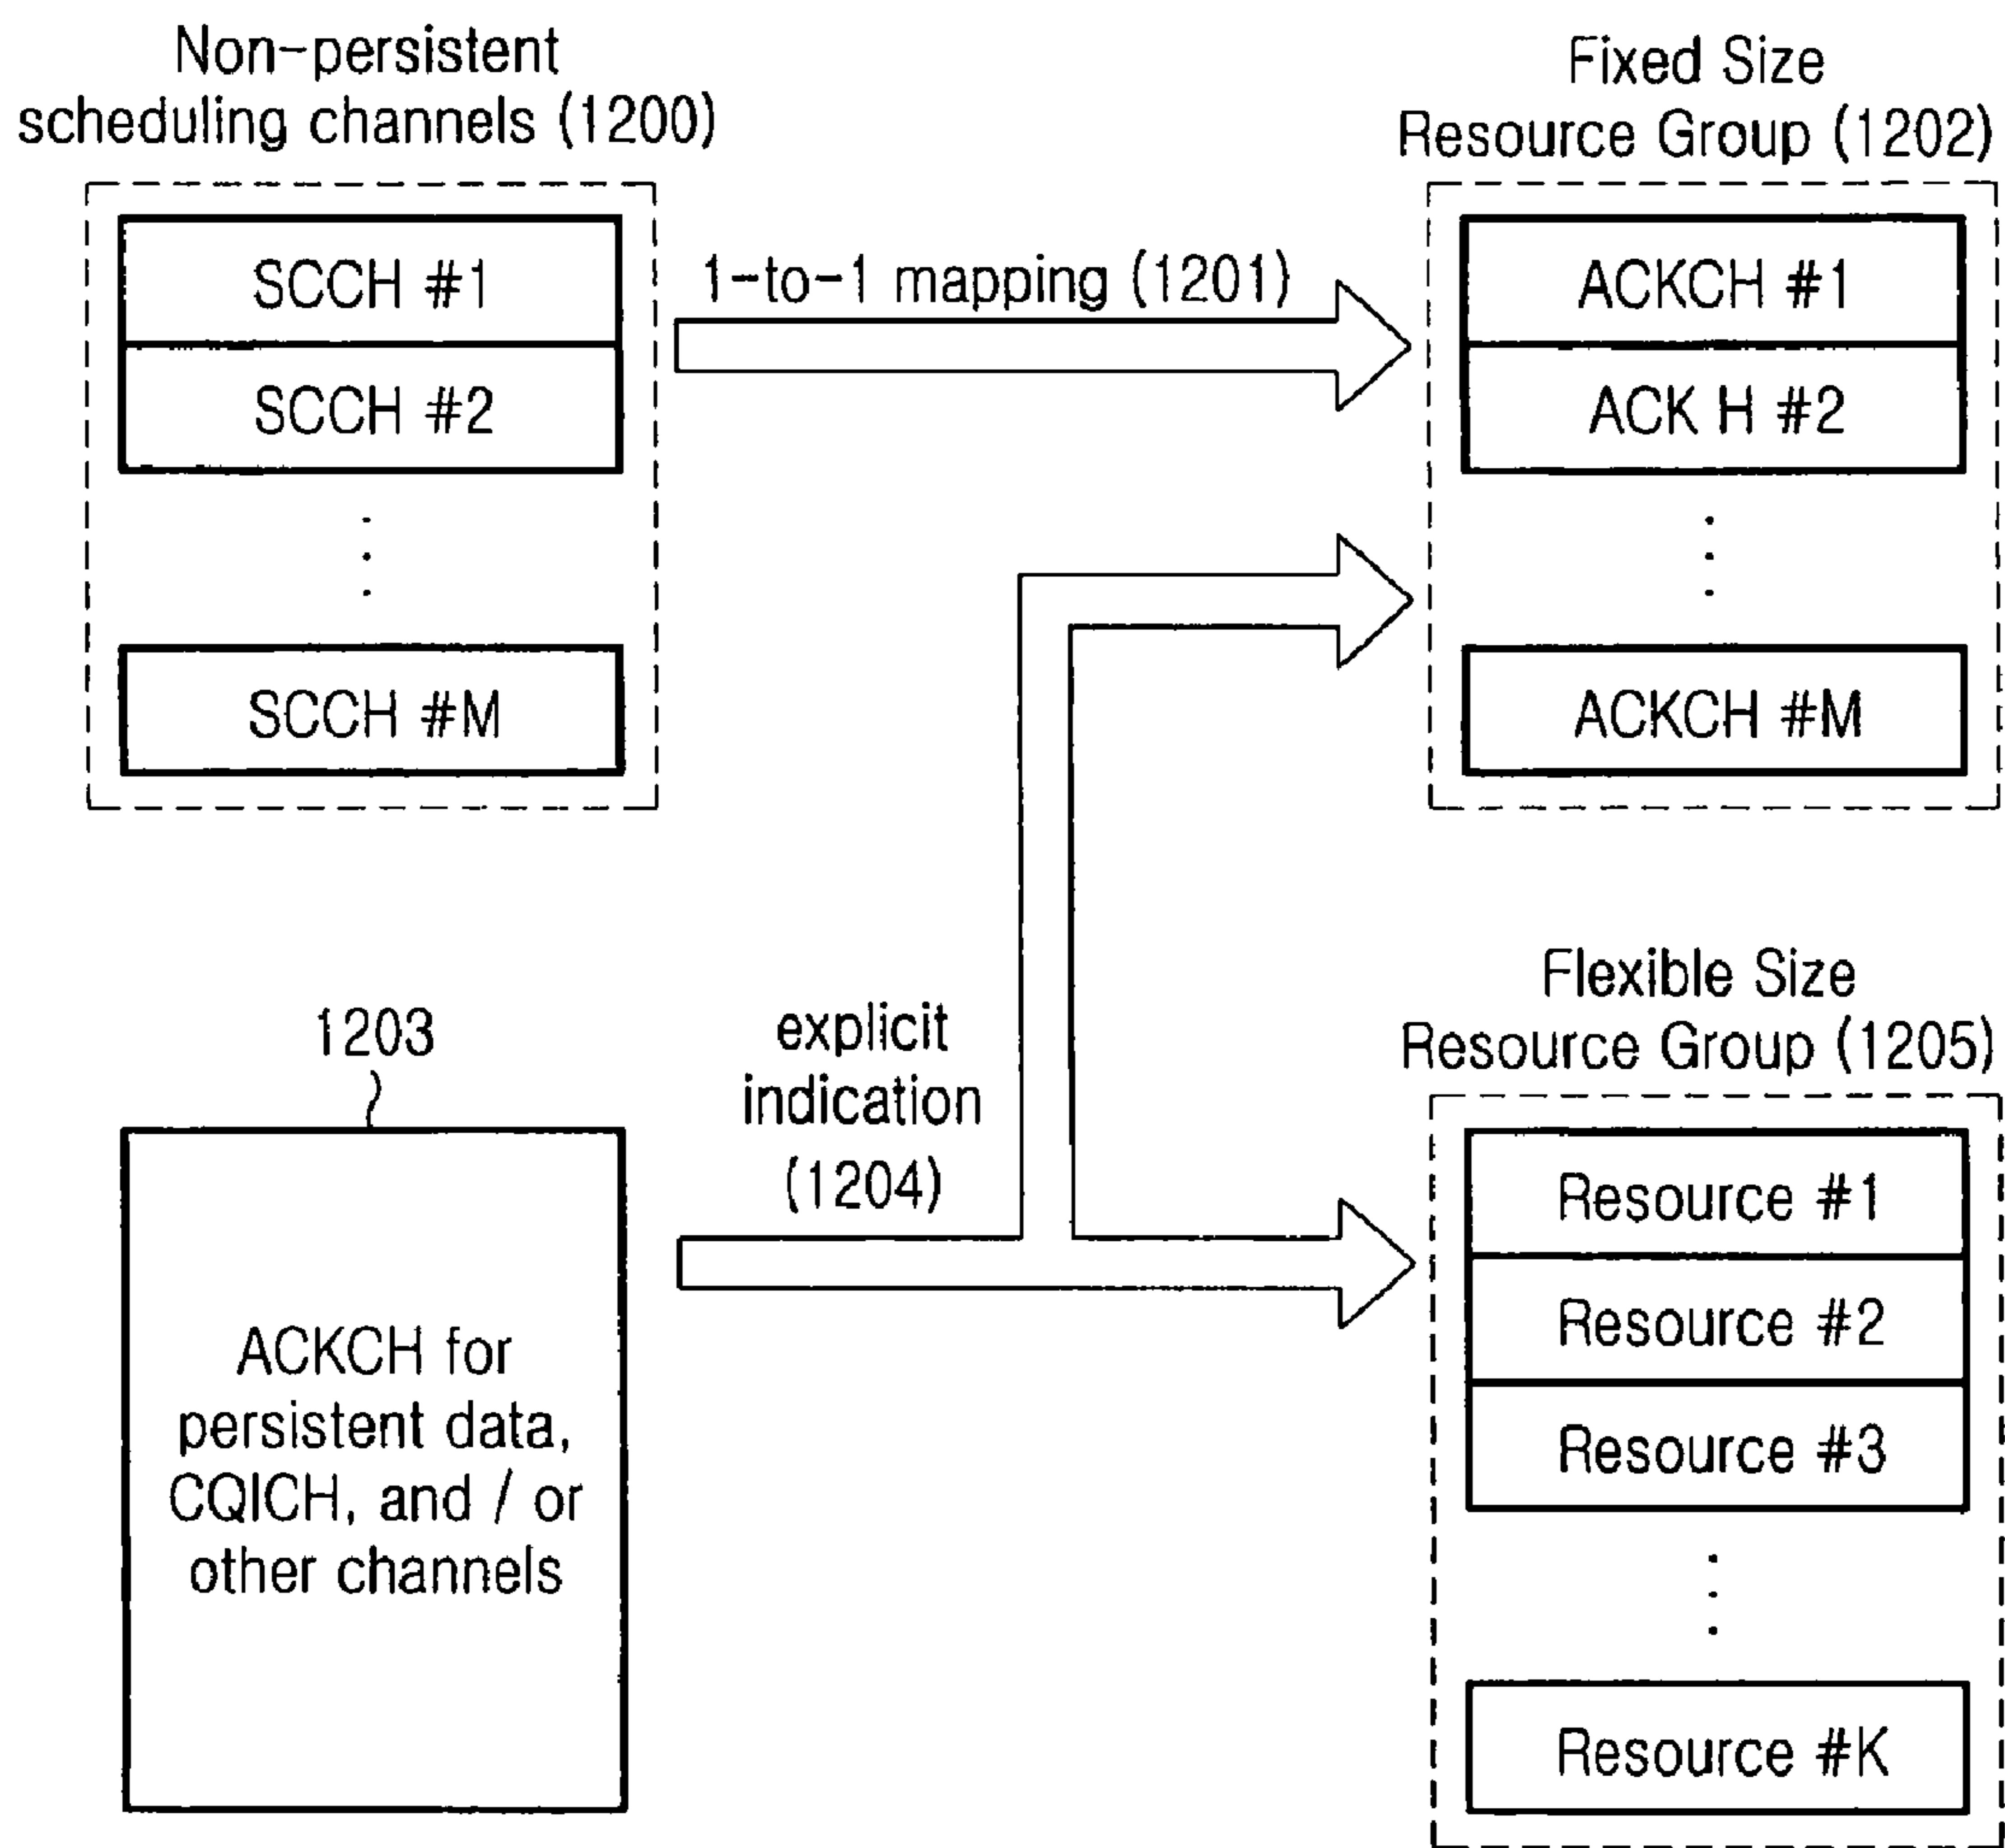 Non-persistent
scheduling channels (1200)
SCCH #1
SCCH #2
SCCH #M
1-to-1 mapping (1201)
Fixed Size
Resource Group (1202)
ACKCH #1
ACK H #2
ACKCH #M
1203
ACKCH for
persistent data,
CQICH, and / or
other channels
explicit
indication
(1204)
Flexible Size
Resource Group (1205)
Resource #1
Resource #2
Resource #3
Resource #K